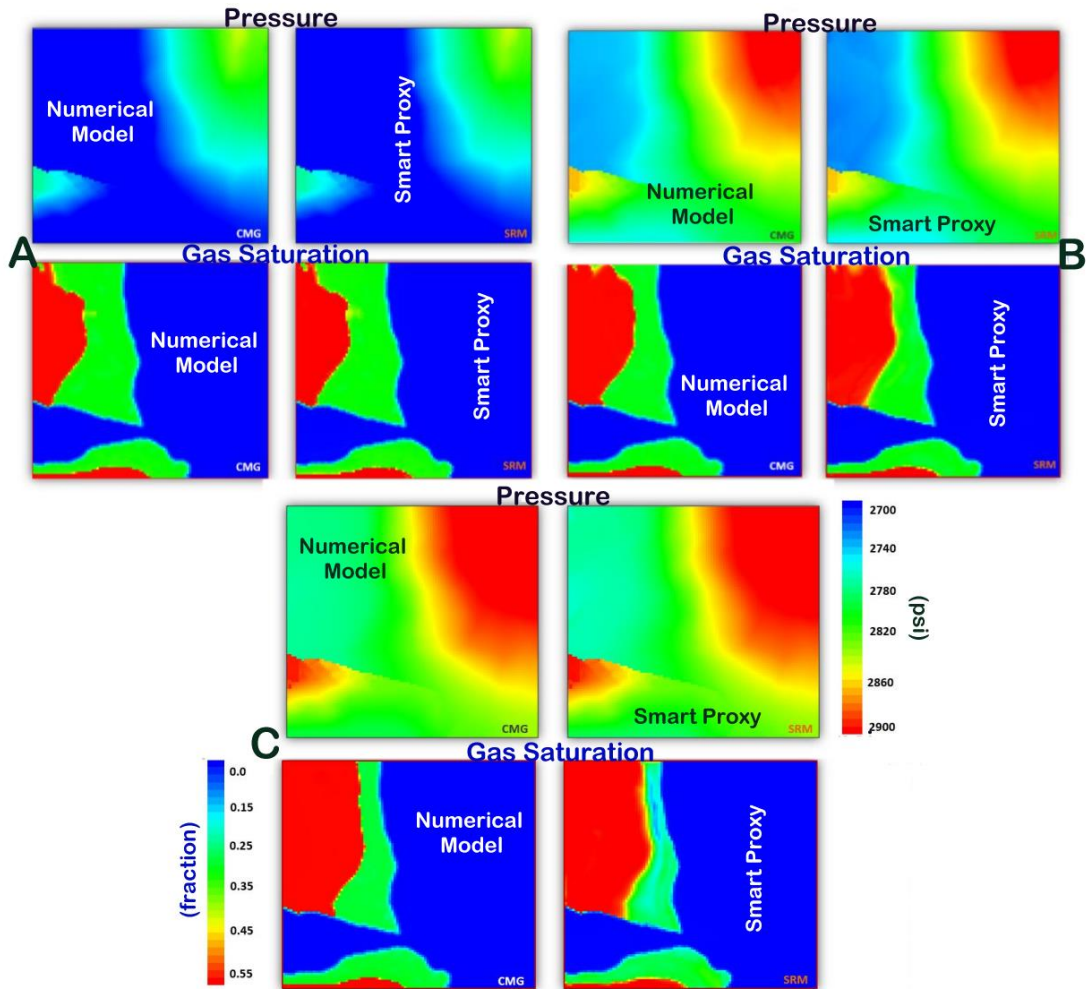 Pressure
Pressure
Numerical
Model
CMG
Smart Proxy
SRM
Numerical
Model
CMG
Smart Proxy
SRM
A
Gas Saturation
Gas Saturation
B
Numerical
Model
CMG
Smart Proxy
SRM
Numerical
Model
CMG
Smart Proxy
SRM
Pressure
Numerical
Model
CMG
Smart Proxy
SRM
2700
2740
2780
2820
2860
2900
(psi)
C
Gas Saturation
0.0
0.15
0.25
0.35
0.45
0.55
(fraction)
Numerical
Model
CMG
Smart Proxy
SRM